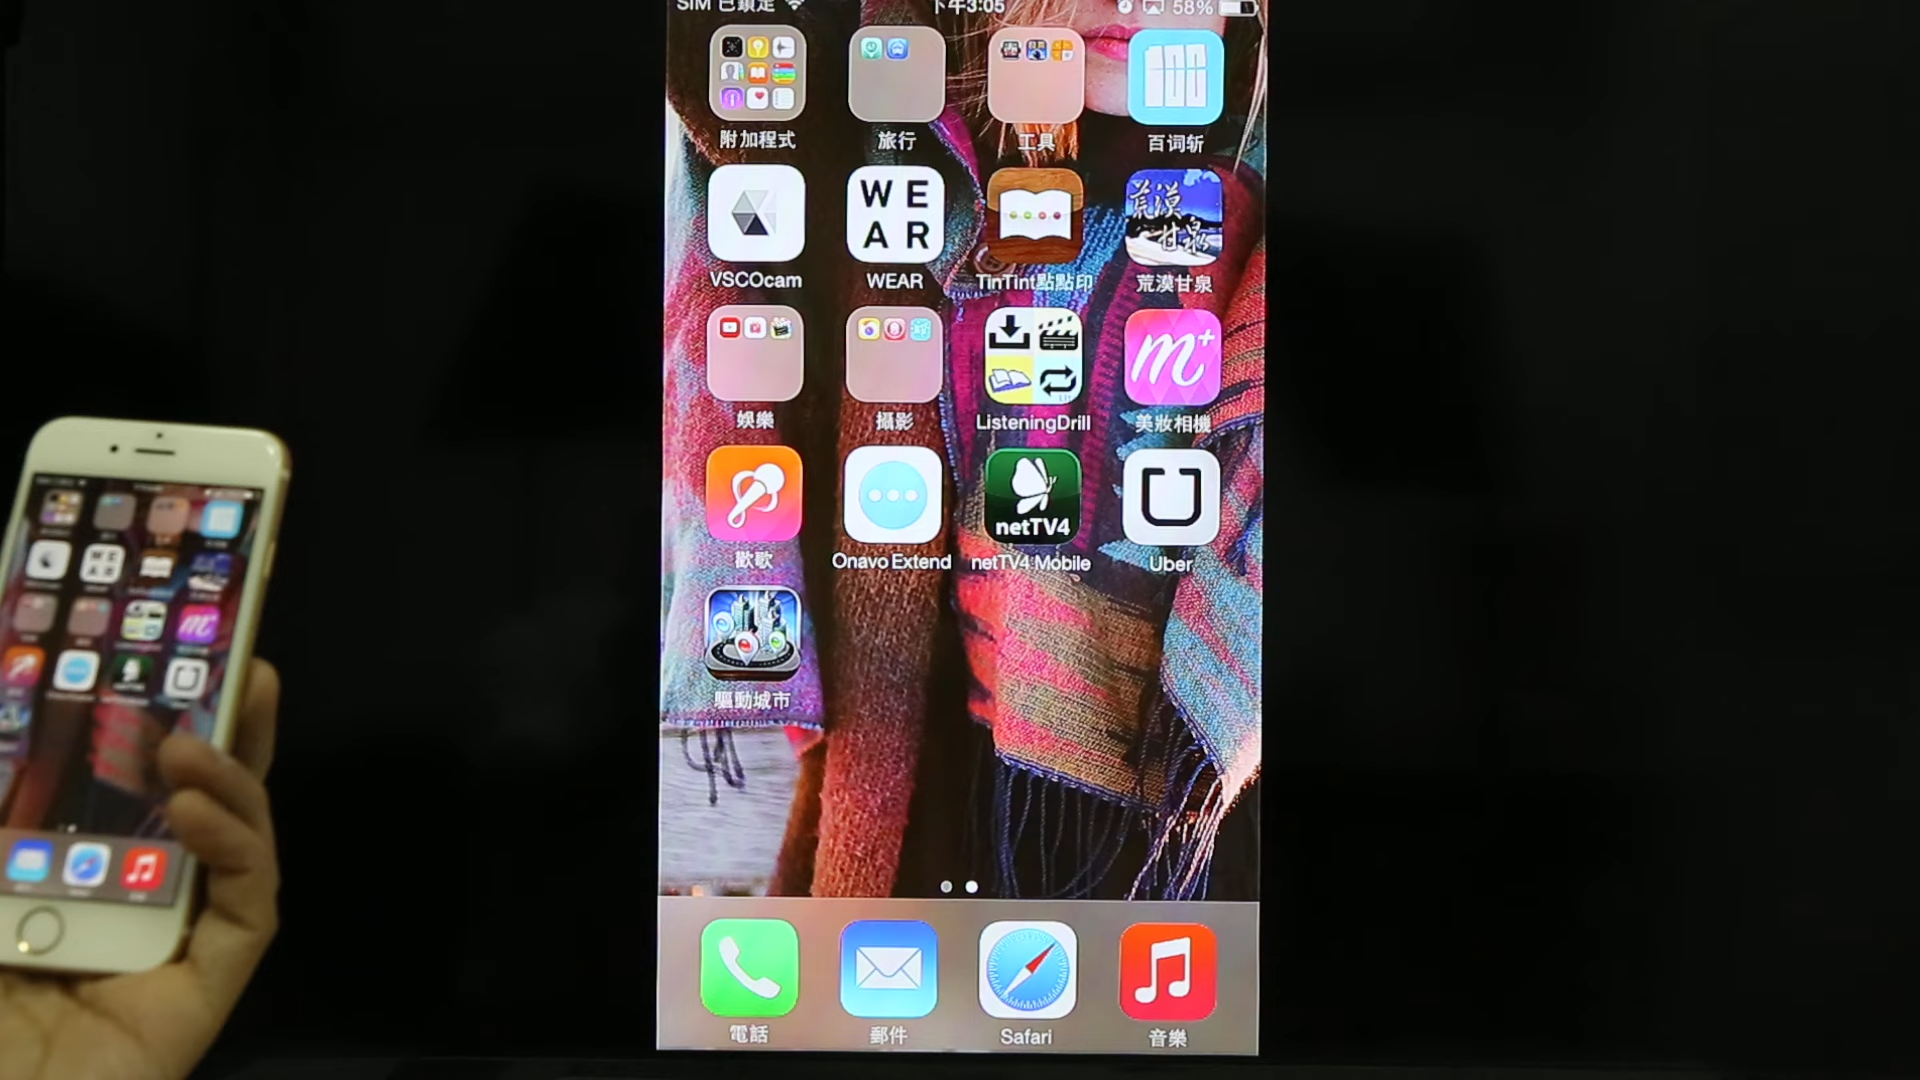 SIM 已鎖定 下午3:05 58%
附加程式 旅行 工具 百词斩
W E
A R
荒漠
甘泉
VSCOcam WEAR TinTint點點印 荒漠甘泉
m+
娛樂 攝影 ListeningDrill 美妝相機
netTV4
歡歌 Onavo Extend netTV4 Mobile Uber
驅動城市
電話 郵件 Safari 音樂